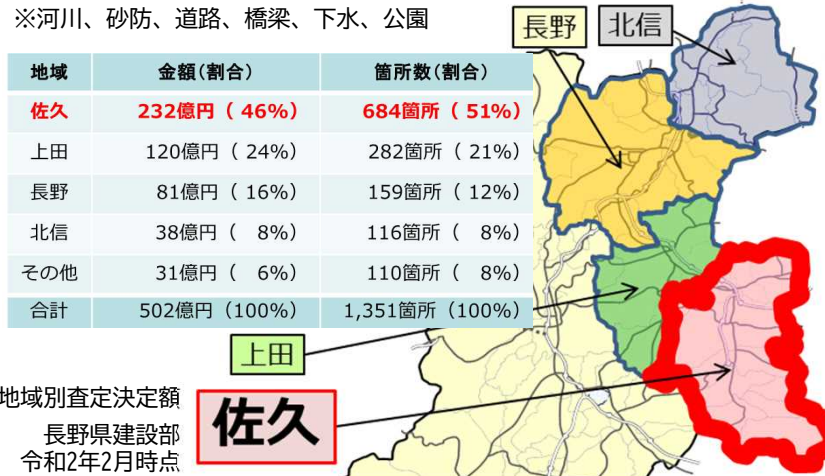 ※河川、砂防、道路、橋梁、下水、公園
長野
北信
地域 金額(割合) 箇所数(割合)
佐久 232億円( 46%) 684箇所( 51%)
上田 120億円( 24%) 282箇所( 21%)
長野 81億円( 16%) 159箇所( 12%)
北信 38億円( 8%) 116箇所( 8%)
その他 31億円( 6%) 110箇所( 8%)
合計 502億円(100%) 1,351箇所(100%)
上田
佐久
地域別査定決定額
長野県建設部
令和2年2月時点